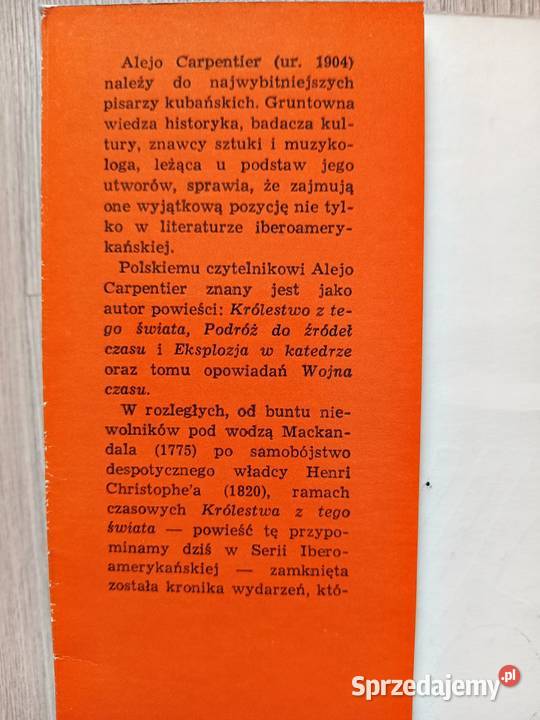 Alejo Carpentier (ur. 1904)
należy do najwybitniejszych
pisarzy kubańskich. Gruntowna
wiedza historyka, badacza kul-
tury, znawcy sztuki i muzyko-
loga, leżąca u podstaw jego
utworów, sprawia, że zajmują
one wyjątkową pozycję nie tyl-
ko w literaturze iberoamery-
kańskiej.
Polskiemu czytelnikowi Alejo
Carpentier znany jest jako
autor powieści: Królestwo z te-
go świata, Podróż do źródeł
czasu i Eksplozja w katedrze
oraz tomu opowiadań Wojna
czasu.
W rozległych, od buntu nie-
wolników pod wodzą Mackan-
dala (1775) po samobójstwo
despotycznego władcy Henri
Christophe'a (1820), ramach
czasowych Królestwa z tego
świata — powieść tę przypo-
minamy dziś w Serii Ibero-
amerykańskiej — zamknięta
została kronika wydarzeń, któ-
Sprzedajemy.pl